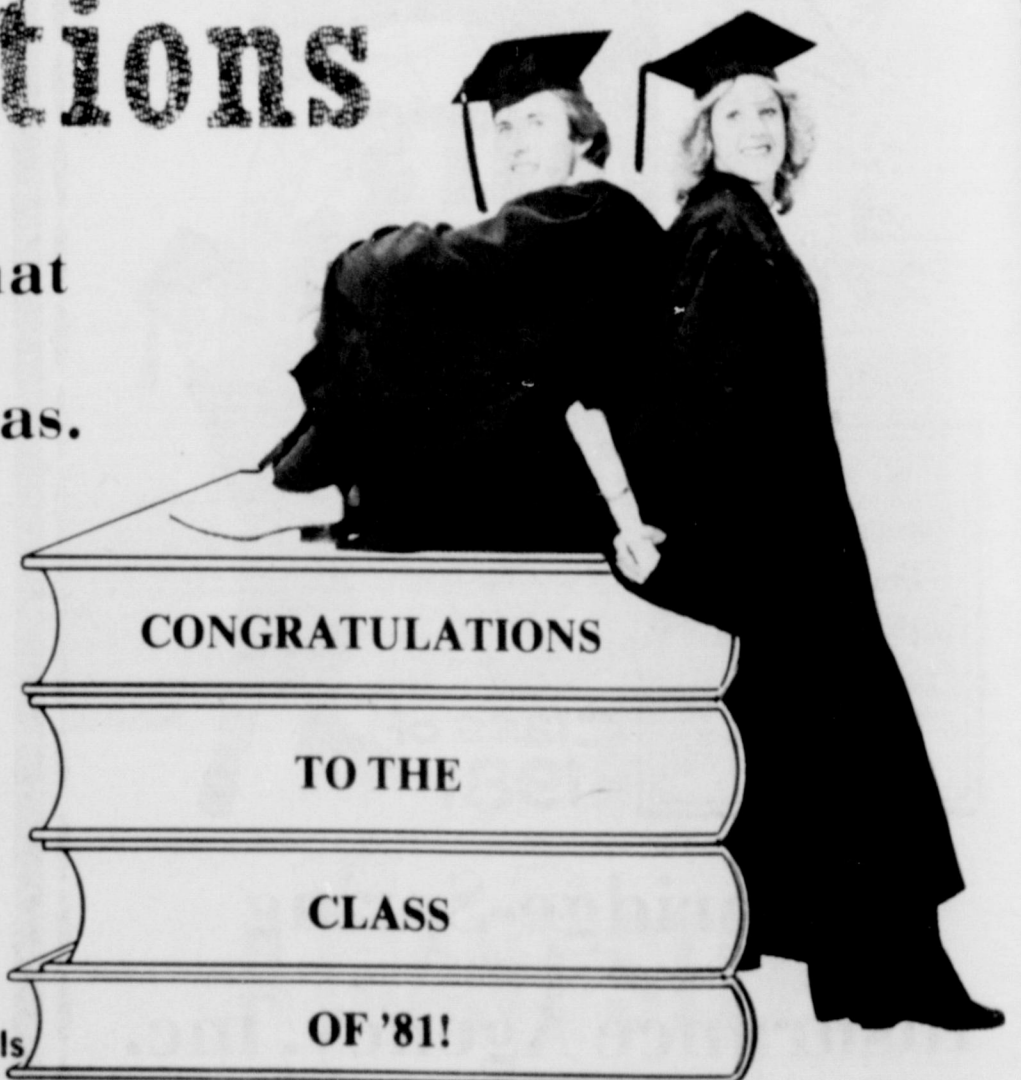 tions
at
as.
CONGRATULATIONS
TO THE
CLASS
OF '81!
ls